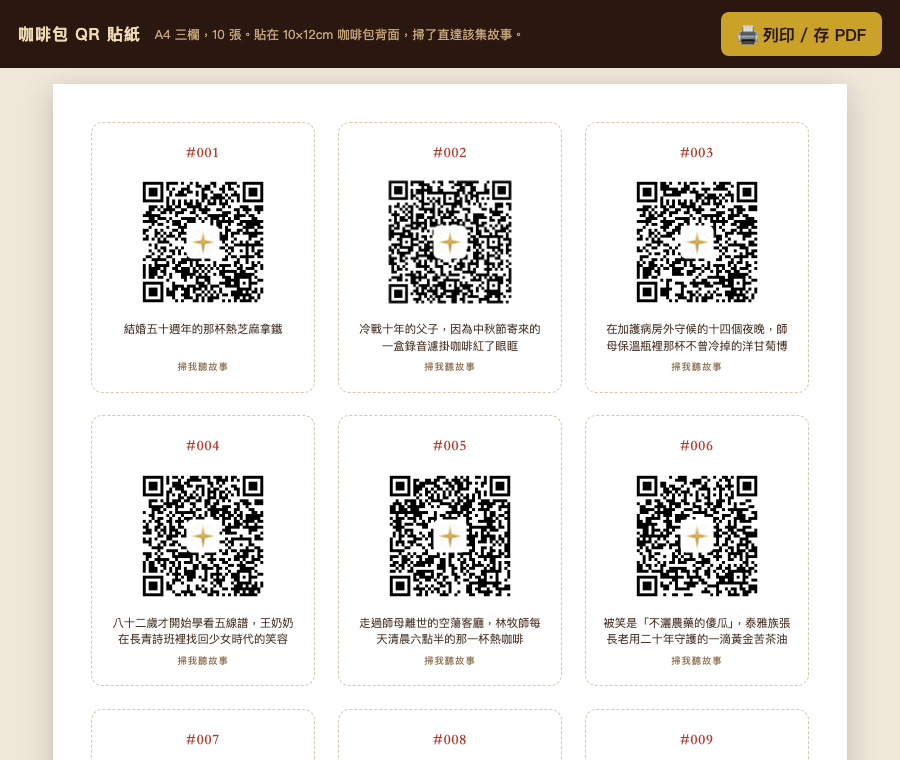 咖啡包 QR 貼紙
A4 三欄，10 張。貼在 10×12cm 咖啡包背面，掃了直達該集故事。
列印 / 存 PDF
#001
結婚五十週年的那杯熱芝麻拿鐵
掃我聽故事
#002
冷戰十年的父子，因為中秋節寄來的
一盒錄音濾掛咖啡紅了眼眶
掃我聽故事
#003
在加護病房外守候的十四個夜晚，師
母保溫瓶裡那杯不曾冷掉的洋甘菊博
掃我聽故事
#004
八十二歲才開始學看五線譜，王奶奶
在長青詩班裡找回少女時代的笑容
掃我聽故事
#005
走過師母離世的空蕩客廳，林牧師每
天清晨六點半的那一杯熱咖啡
掃我聽故事
#006
被笑是「不灑農藥的傻瓜」，泰雅族張
長老用二十年守護的一滴黃金苦茶油
掃我聽故事
#007
#008
#009